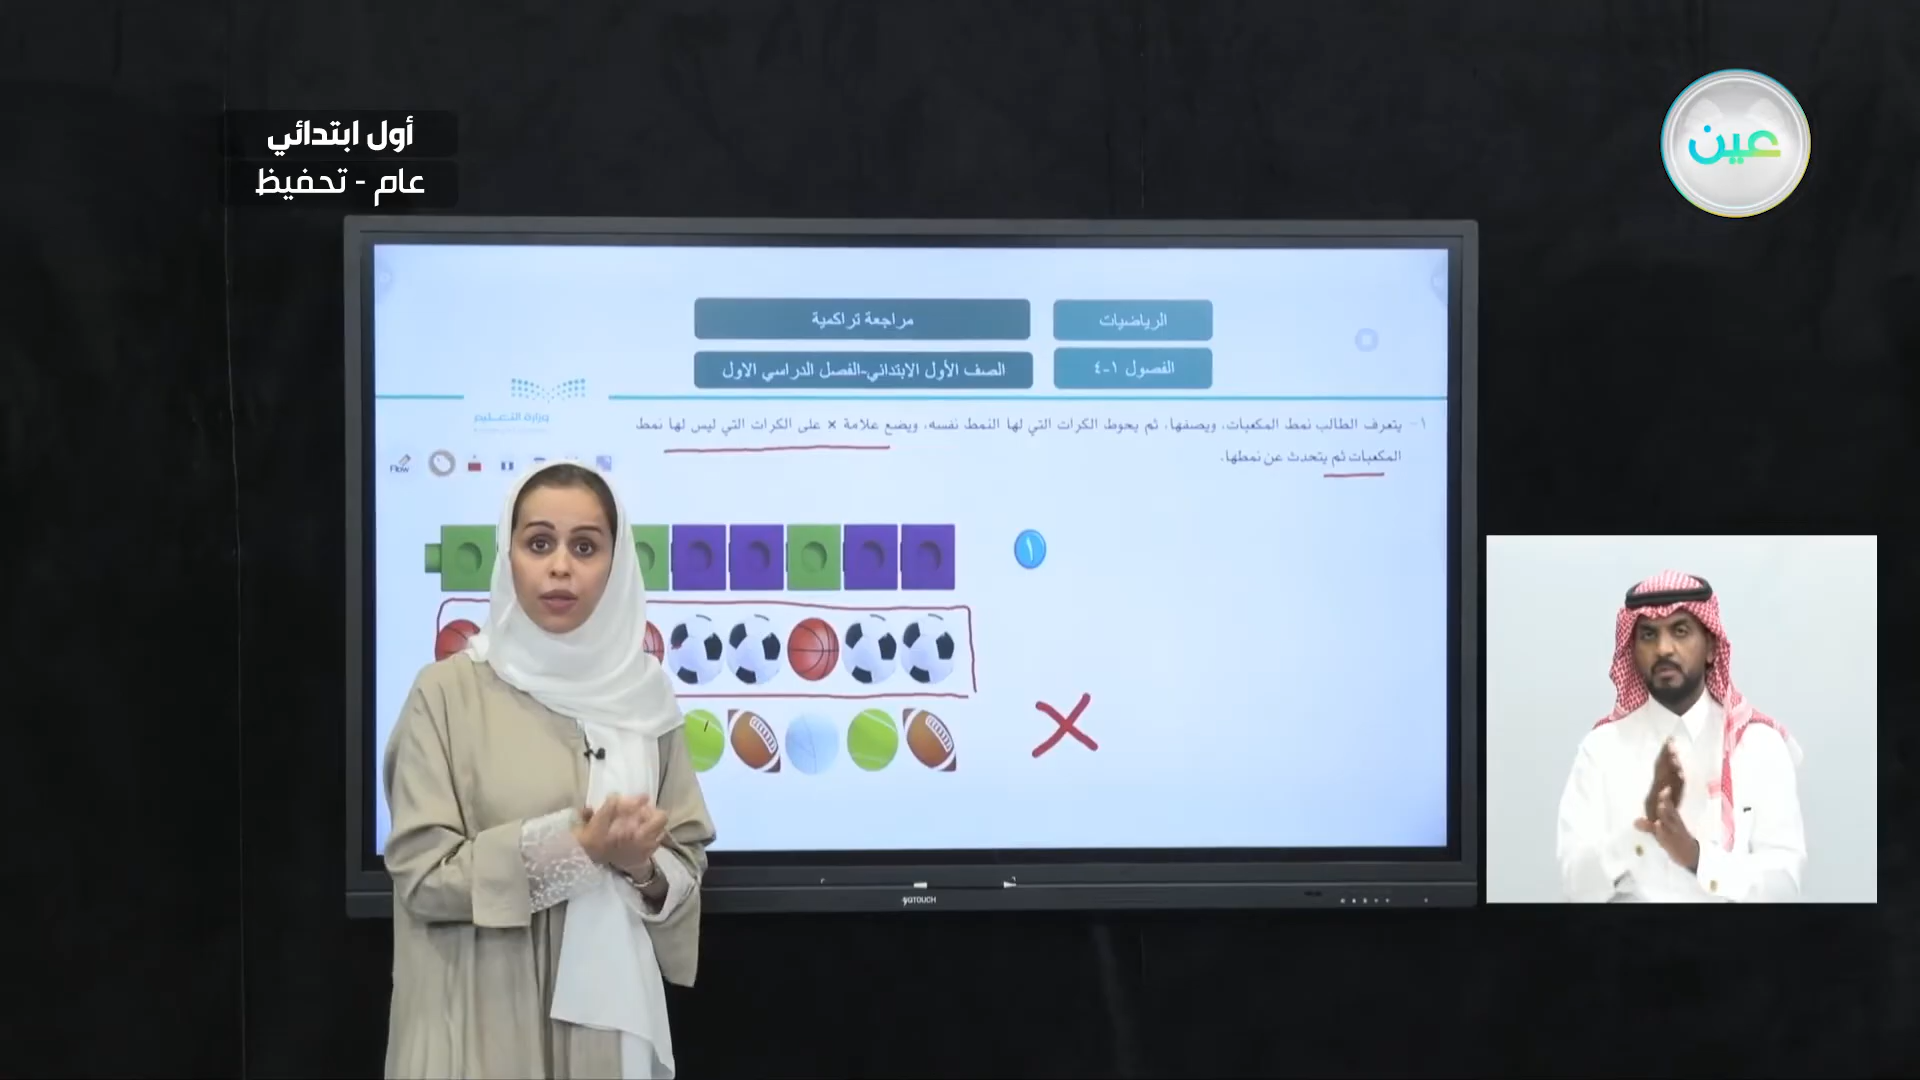 أول ابتدائي
عام - تحفيظ
عين
الرياضيات
مراجعة تراكمية
الفصول ١-٤
الصف الأول الابتدائي-الفصل الدراسي الاول
وزارة التعليم
١- يتعرف الطالب نمط المكعبات، ويصفها، ثم يحوط الكرات التي لها النمط نفسه، ويضع علامة × على الكرات التي ليس لها نمط
المكعبات ثم يتحدث عن نمطها.
Flow
١